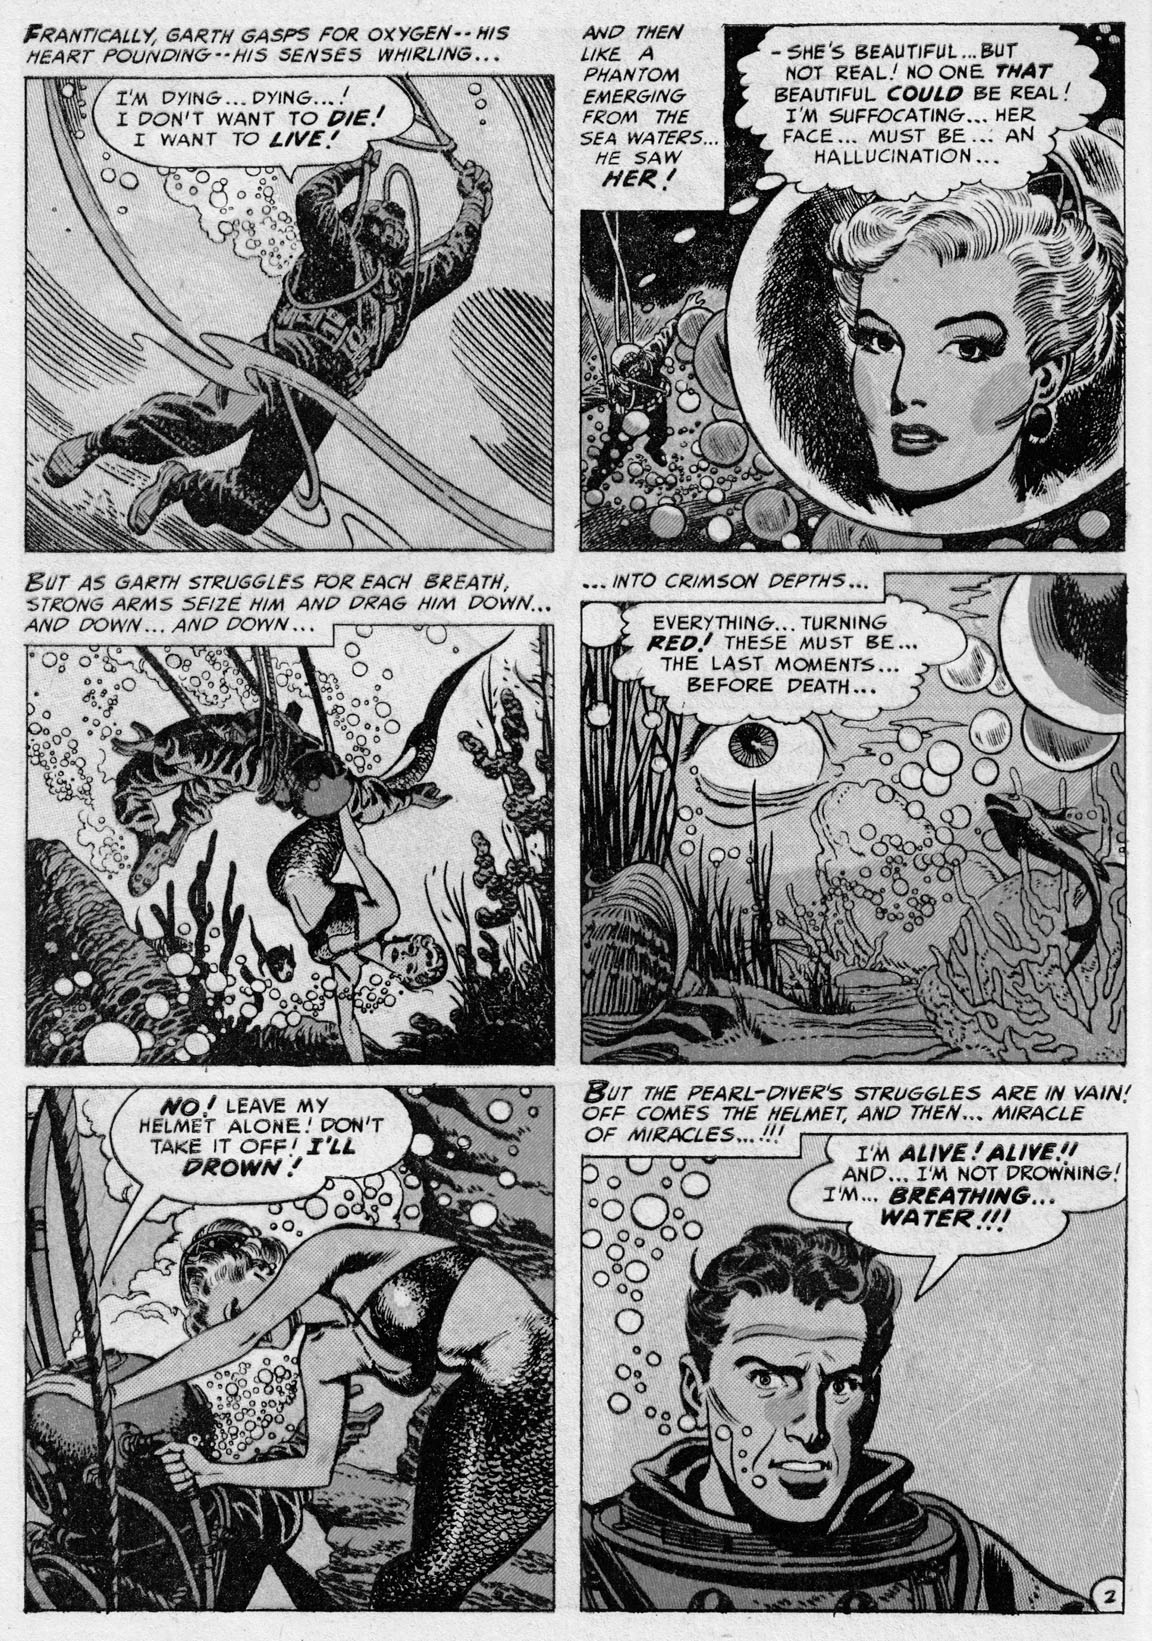 FRANTICALLY, GARTH GASPS FOR OXYGEN--HIS
HEART POUNDING--HIS SENSES WHIRLING...
I'M DYING... DYING...!
I DON'T WANT TO DIE!
I WANT TO LIVE!
AND THEN
LIKE A
PHANTOM
EMERGING
FROM THE
SEA WATERS...
HE SAW
HER!
- SHE'S BEAUTIFUL... BUT
NOT REAL! NO ONE THAT
BEAUTIFUL COULD BE REAL!
I'M SUFFOCATING... HER
FACE... MUST BE... AN
HALLUCINATION...
BUT AS GARTH STRUGGLES FOR EACH BREATH,
STRONG ARMS SEIZE HIM AND DRAG HIM DOWN...
AND DOWN... AND DOWN...
...INTO CRIMSON DEPTHS...
EVERYTHING... TURNING
RED! THESE MUST BE...
THE LAST MOMENTS...
BEFORE DEATH...
NO! LEAVE MY
HELMET ALONE! DON'T
TAKE IT OFF! I'LL
DROWN!
BUT THE PEARL-DIVER'S STRUGGLES ARE IN VAIN!
OFF COMES THE HELMET, AND THEN... MIRACLE
OF MIRACLES...!!!
I'M ALIVE! ALIVE!!
AND... I'M NOT DROWNING!
I'M... BREATHING...
WATER!!!
2